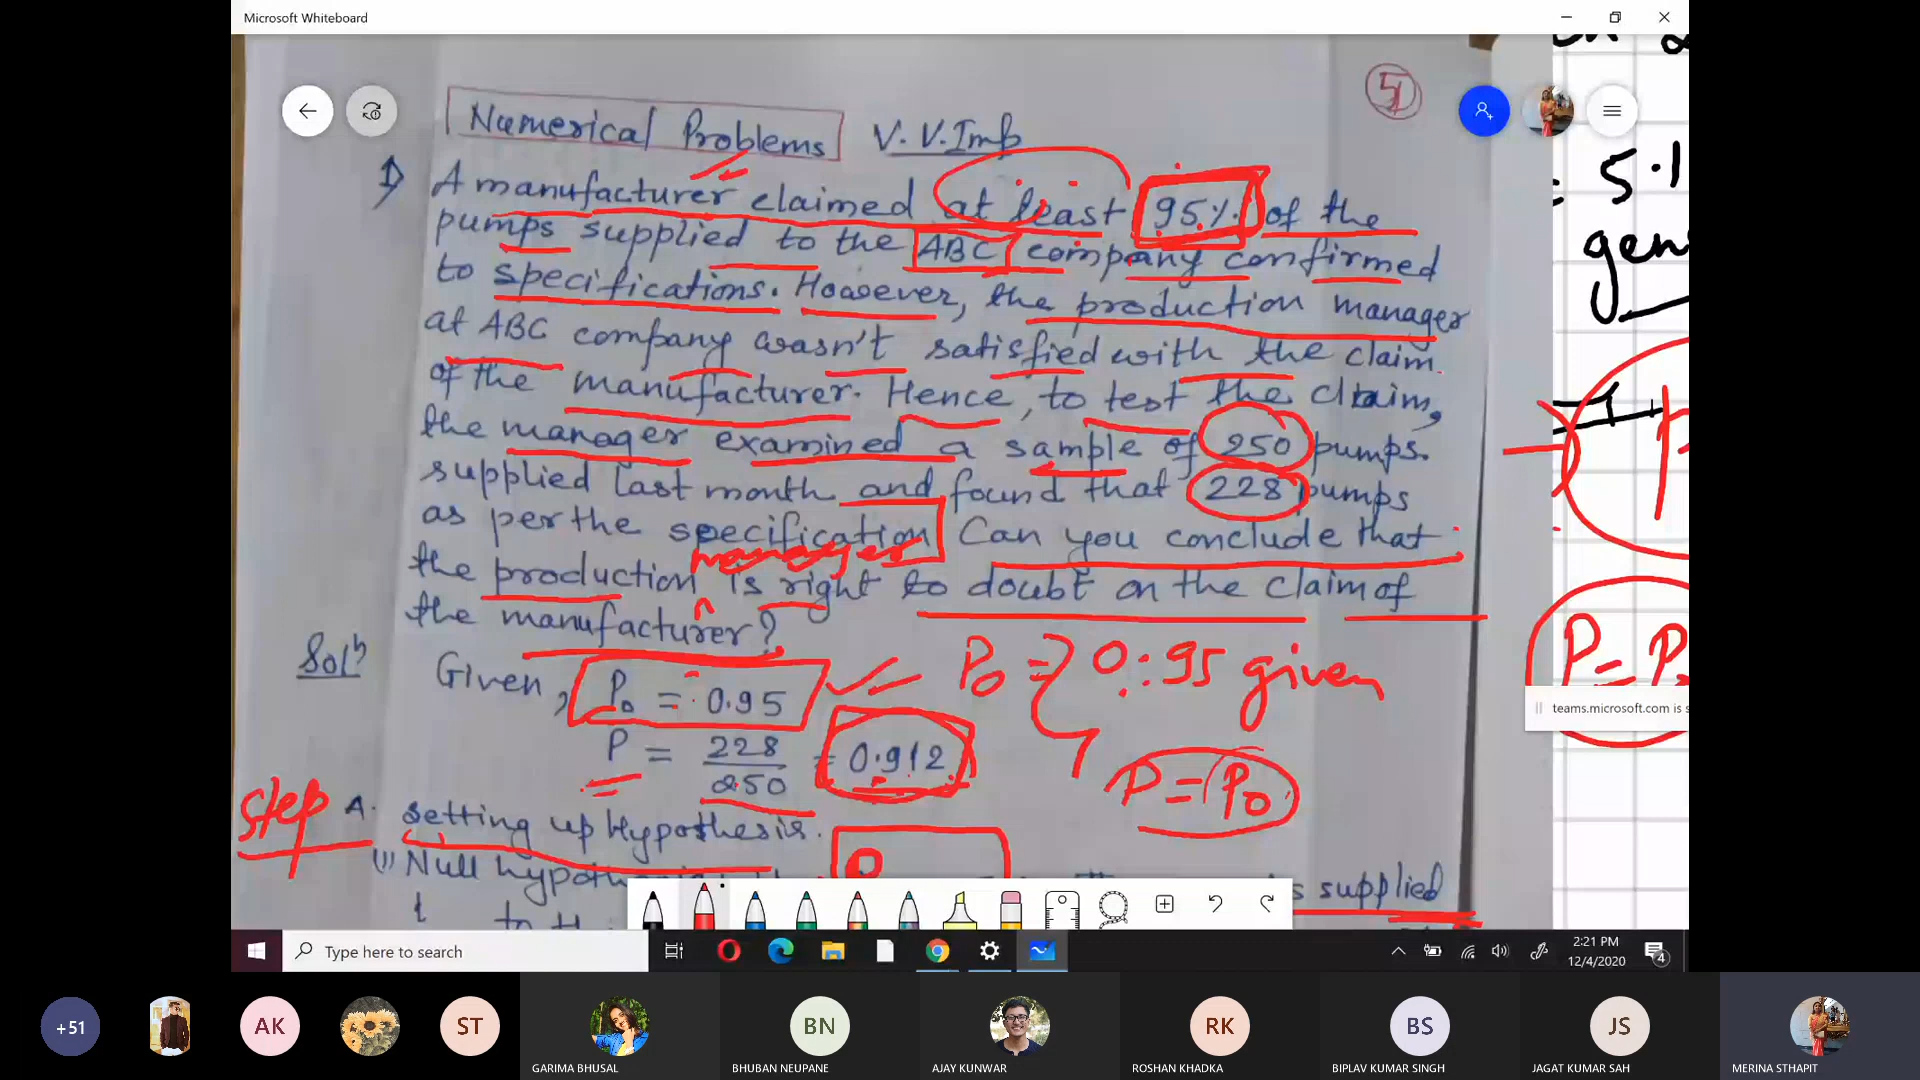 Microsoft Whiteboard
51
Numerical Problems V.V.Imp
1) A manufacturer claimed at least 95% of the
pumps supplied to the ABC company confirmed
to specifications. However, the production manager
at ABC company wasn't satisfied with the claim.
of the manufacturer. Hence, to test the claim,
the manager examined a sample of 250 pumps.
supplied last month and found that 228 pumps
as per the specification Can you conclude that
manager
the production is right to doubt on the claim of
the manufacturer?
Solⁿ Given, P₀ = 0.95
P₀ = 0.95 given
P = 228/250 = 0.912
P = P₀
Step A. setting up Hypothesis.
(i) Null hypoth
s supplied
5.1
gen
P = P
teams.microsoft.com is s
Type here to search
2:21 PM
12/4/2020
4
+51
AK
ST
BN
RK
BS
JS
GARIMA BHUSAL
BHUBAN NEUPANE
AJAY KUNWAR
ROSHAN KHADKA
BIPLAV KUMAR SINGH
JAGAT KUMAR SAH
MERINA STHAPIT